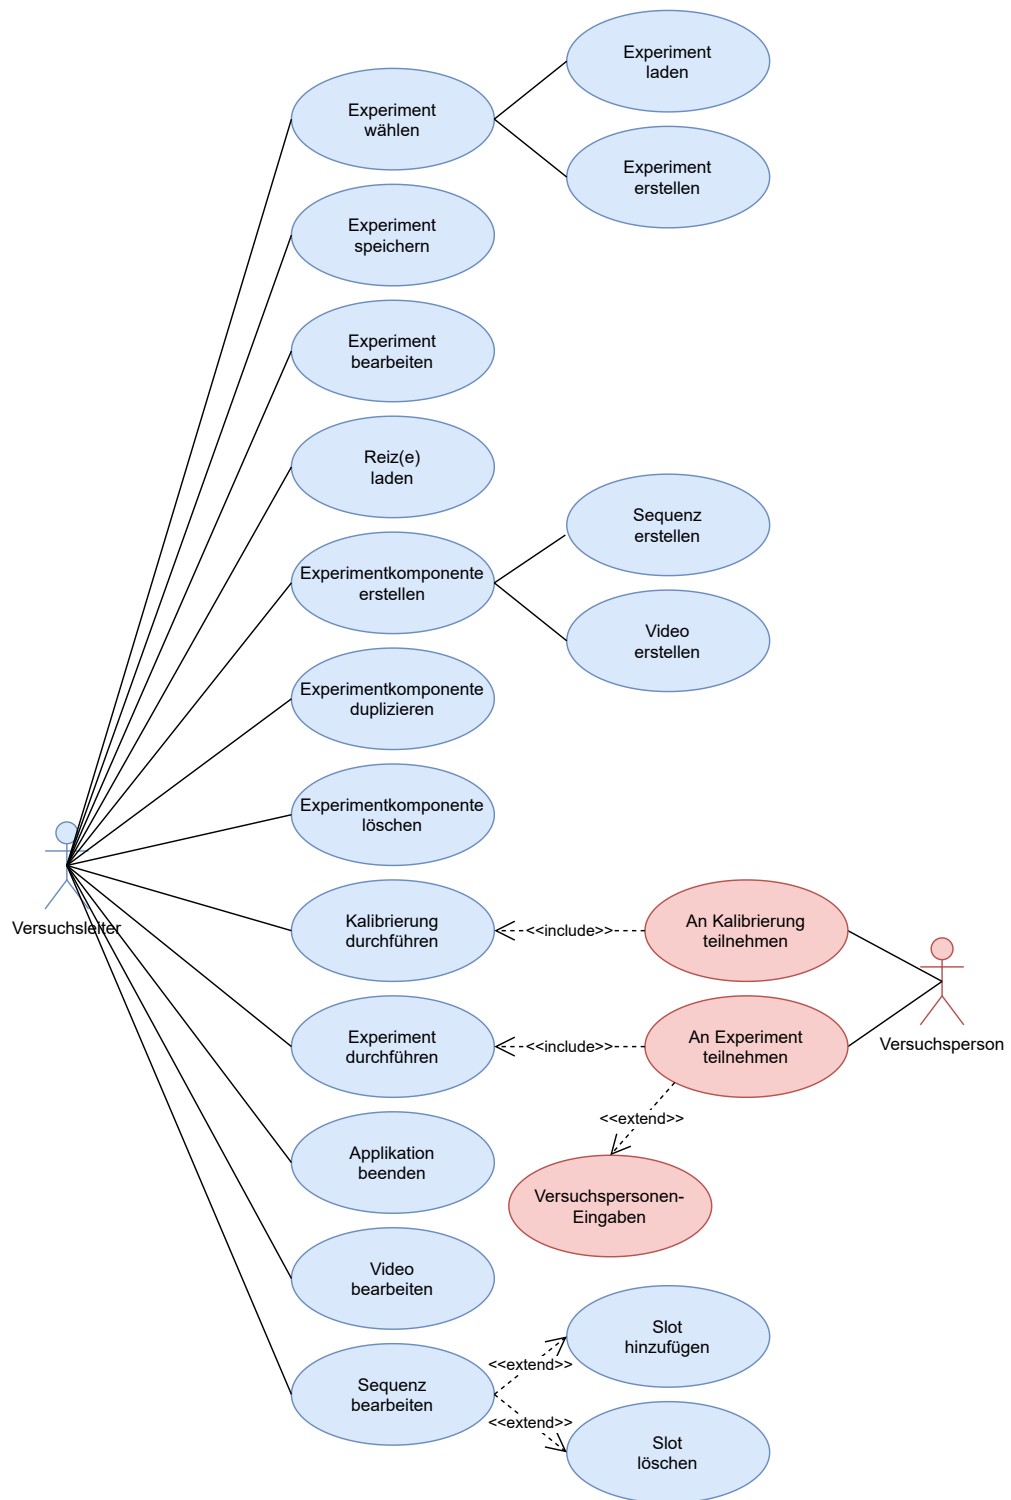 Experiment
laden
Experiment
wählen
Experiment
erstellen
Experiment
speichern
Experiment
bearbeiten
Reiz(e)
laden
Sequenz
erstellen
Experimentkomponente
erstellen
Video
erstellen
Experimentkomponente
duplizieren
Experimentkomponente
löschen
Versuchsleiter
Kalibrierung
durchführen
<<include>>
An Kalibrierung
teilnehmen
Experiment
durchführen
<<include>>
An Experiment
teilnehmen
Versuchsperson
<<extend>>
Applikation
beenden
Versuchspersonen-
Eingaben
Video
bearbeiten
Slot
hinzufügen
<<extend>>
Sequenz
bearbeiten
<<extend>>
Slot
löschen